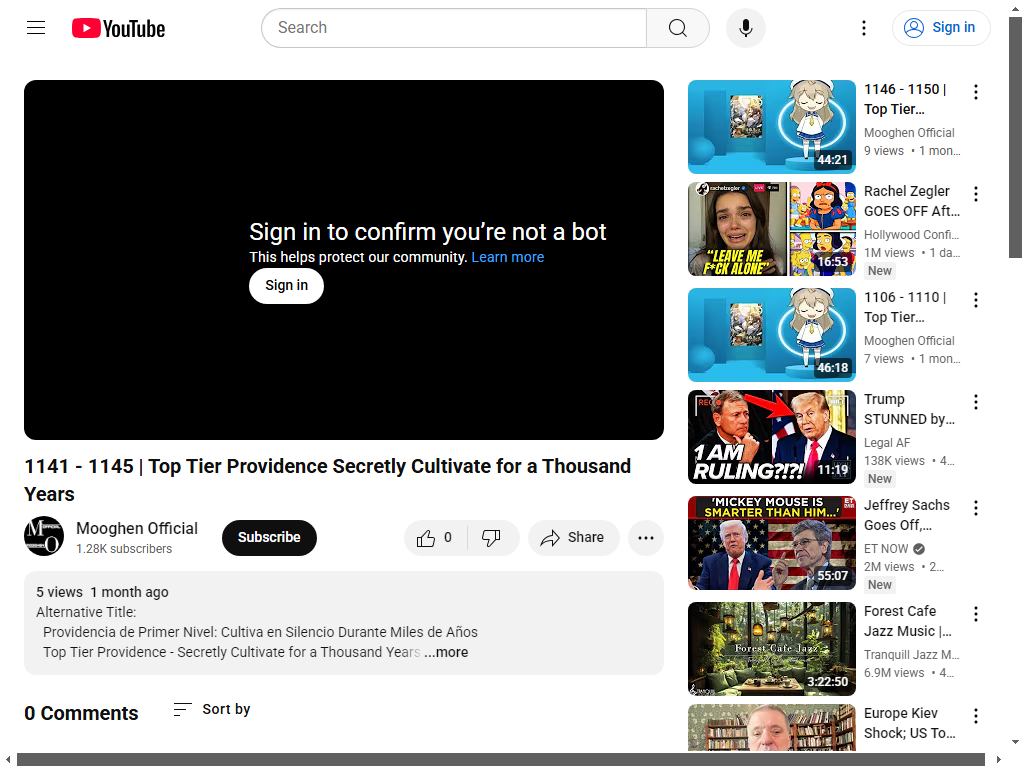 YouTube
Search
Sign in
Sign in to confirm you’re not a bot
This helps protect our community. Learn more
Sign in
1141 - 1145 | Top Tier Providence Secretly Cultivate for a Thousand
Years
Mooghen Official
1.28K subscribers
Subscribe
0
Share
5 views 1 month ago
Alternative Title:
Providencia de Primer Nivel: Cultiva en Silencio Durante Miles de Años
Top Tier Providence - Secretly Cultivate for a Thousand Years ...more
0 Comments
Sort by
44:21
1146 - 1150 |
Top Tier…
Mooghen Official
9 views • 1 mon…
rachelzegler
LIVE
"LEAVE ME
F*CK ALONE"
16:53
Rachel Zegler
GOES OFF Aft…
Hollywood Confi…
1M views • 1 da…
New
46:18
1106 - 1110 |
Top Tier…
Mooghen Official
7 views • 1 mon…
REC
I AM
RULING?!?!
11:19
Trump
STUNNED by…
Legal AF
138K views • 4…
New
'MICKEY MOUSE IS
SMARTER THAN HIM...'
ET
55:07
Jeffrey Sachs
Goes Off,…
ET NOW
2M views • 2…
New
Forest Cafe Jazz
3:22:50
Forest Cafe
Jazz Music |…
Tranquill Jazz M…
6.9M views • 4…
Europe Kiev
Shock; US To…